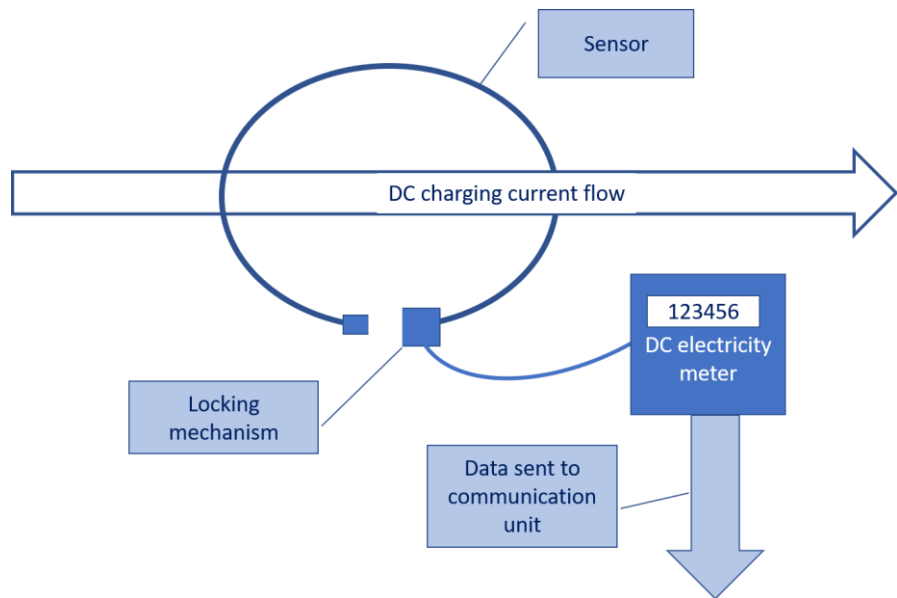 Sensor
DC charging current flow
123456
DC electricity
meter
Locking
mechanism
Data sent to
communication
unit